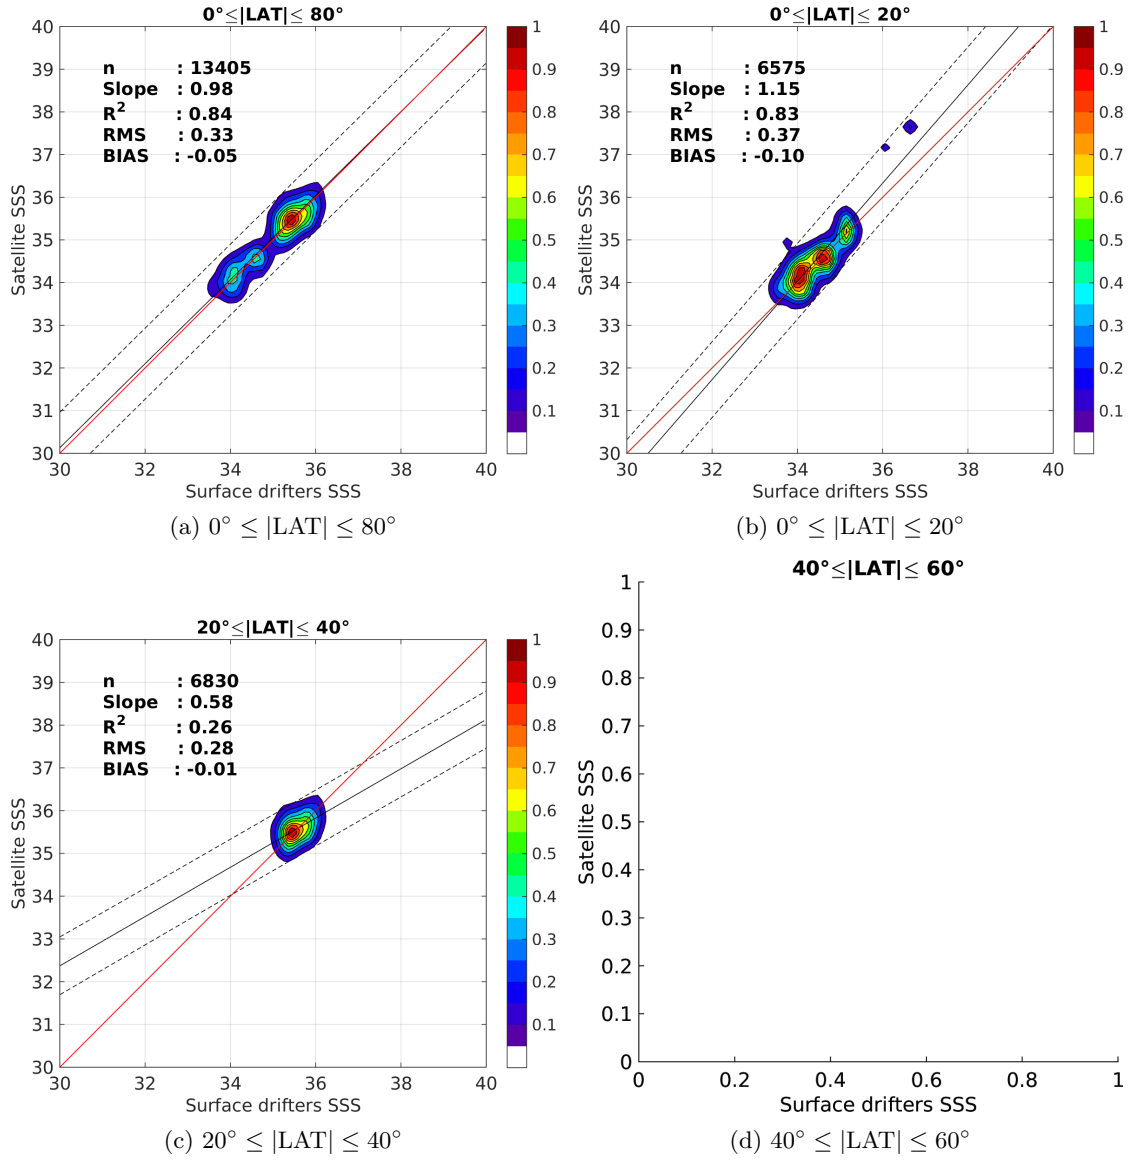 0°≤|LAT|≤ 80°
40
39
38
37
36
35
34
33
32
31
30
Satellite SSS
n : 13405
Slope : 0.98
R2 : 0.84
RMS : 0.33
BIAS : -0.05
30 32 34 36 38 40
Surface drifters SSS
1
0.9
0.8
0.7
0.6
0.5
0.4
0.3
0.2
0.1
(a) 0° ≤ |LAT| ≤ 80°
0°≤|LAT|≤ 20°
40
39
38
37
36
35
34
33
32
31
30
Satellite SSS
n : 6575
Slope : 1.15
R2 : 0.83
RMS : 0.37
BIAS : -0.10
30 32 34 36 38 40
Surface drifters SSS
1
0.9
0.8
0.7
0.6
0.5
0.4
0.3
0.2
0.1
(b) 0° ≤ |LAT| ≤ 20°
20°≤|LAT|≤ 40°
40
39
38
37
36
35
34
33
32
31
30
Satellite SSS
n : 6830
Slope : 0.58
R2 : 0.26
RMS : 0.28
BIAS : -0.01
30 32 34 36 38 40
Surface drifters SSS
1
0.9
0.8
0.7
0.6
0.5
0.4
0.3
0.2
0.1
(c) 20° ≤ |LAT| ≤ 40°
40°≤|LAT|≤ 60°
1
0.9
0.8
0.7
0.6
0.5
0.4
0.3
0.2
0.1
0
Satellite SSS
0 0.2 0.4 0.6 0.8 1
Surface drifters SSS
(d) 40° ≤ |LAT| ≤ 60°